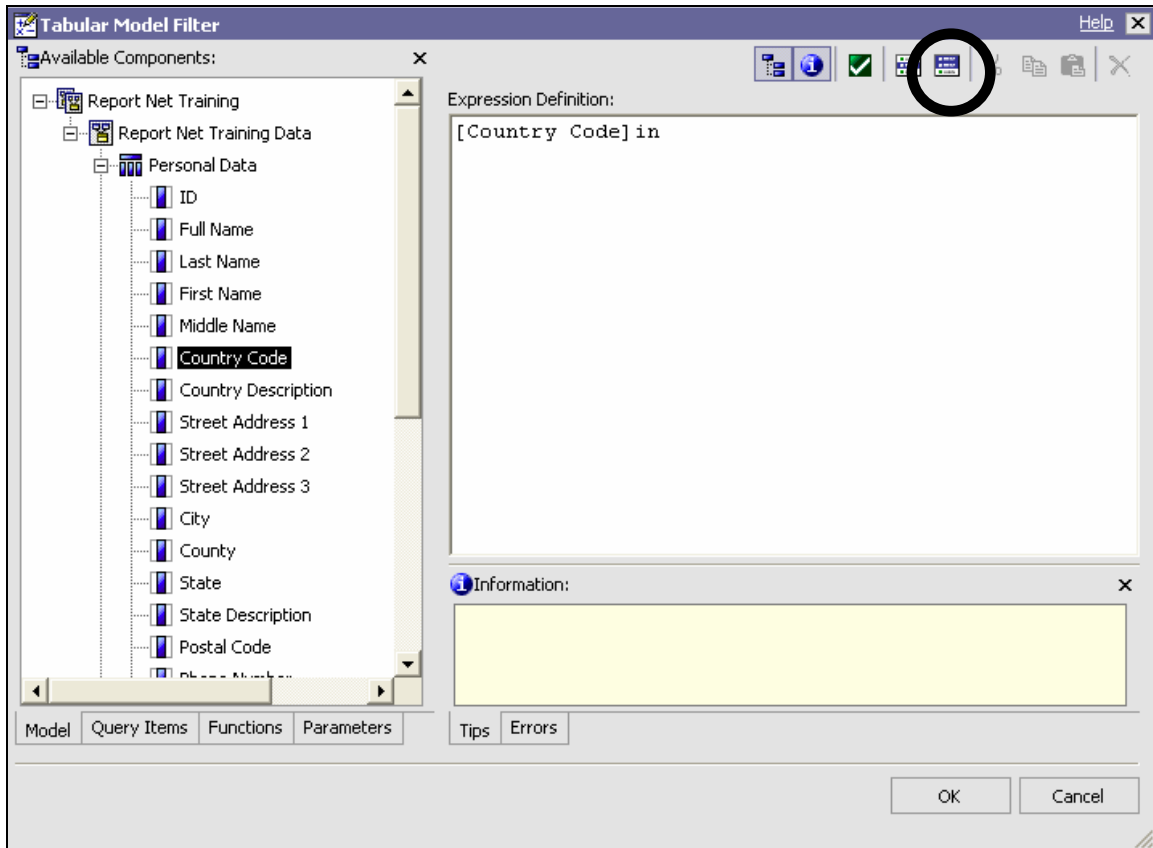 Tabular Model Filter
Help
Available Components:
Report Net Training
Report Net Training Data
Personal Data
ID
Full Name
Last Name
First Name
Middle Name
Country Code
Country Description
Street Address 1
Street Address 2
Street Address 3
City
County
State
State Description
Postal Code
Phone Number
Model Query Items Functions Parameters
Expression Definition:
[Country Code] in
Information:
Tips Errors
OK Cancel